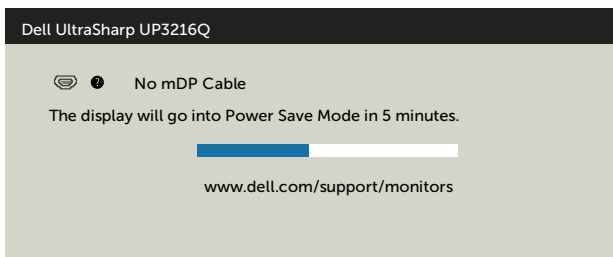 Dell UltraSharp UP3216Q
? No mDP Cable
The display will go into Power Save Mode in 5 minutes.
www.dell.com/support/monitors